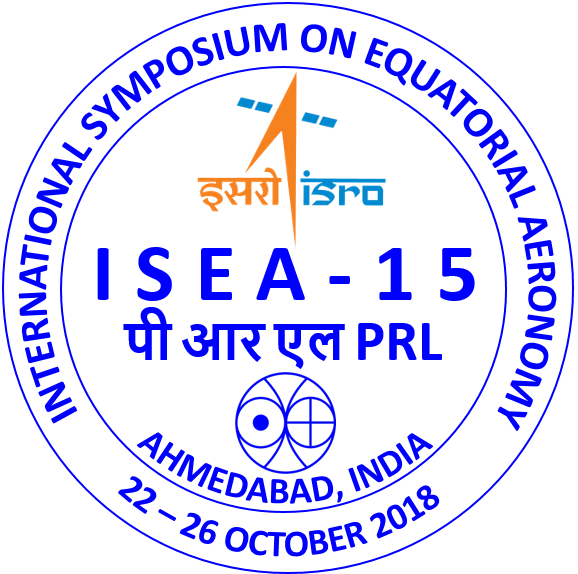 INTERNATIONAL SYMPOSIUM ON EQUATORIAL AERONOMY
इसरो isro
ISEA - 15
पी आर एल PRL
AHMEDABAD, INDIA
22 – 26 OCTOBER 2018